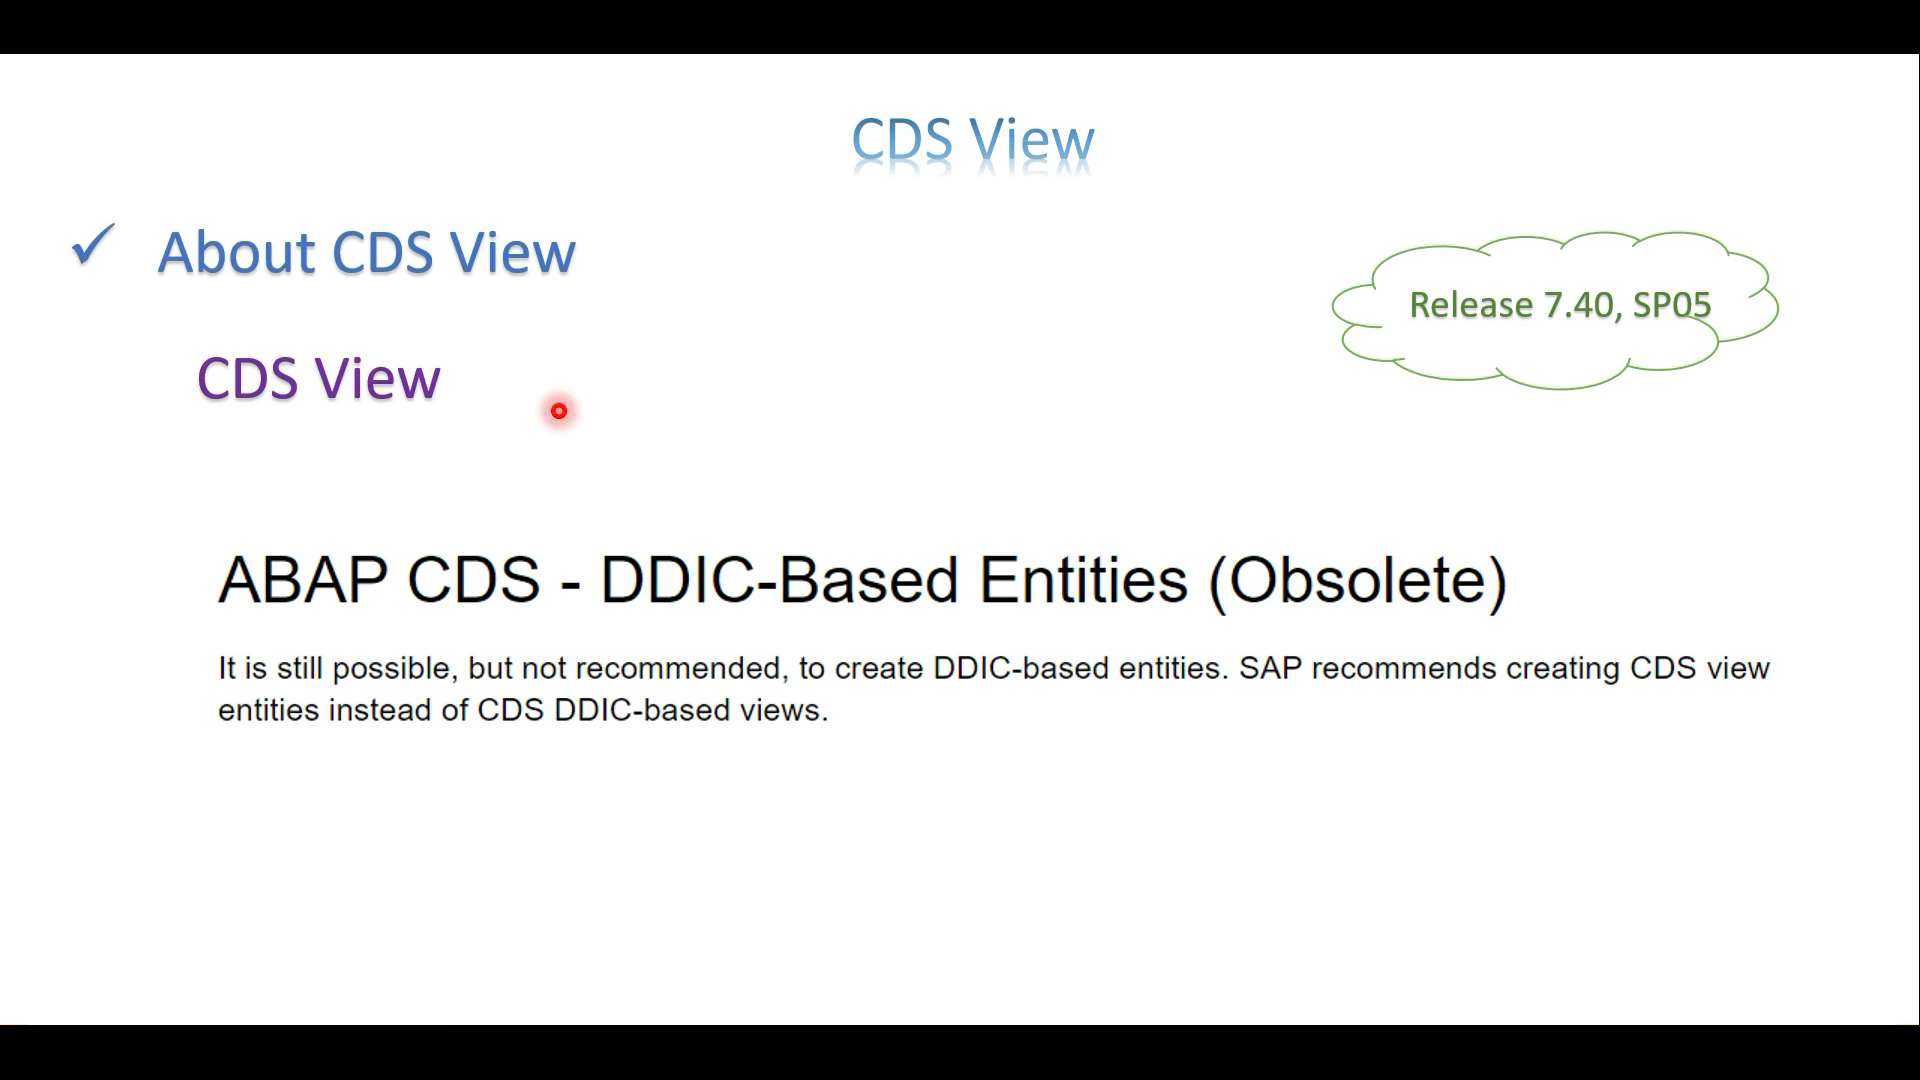 CDS View
✓ About CDS View
Release 7.40, SP05
CDS View
ABAP CDS - DDIC-Based Entities (Obsolete)
It is still possible, but not recommended, to create DDIC-based entities. SAP recommends creating CDS view
entities instead of CDS DDIC-based views.